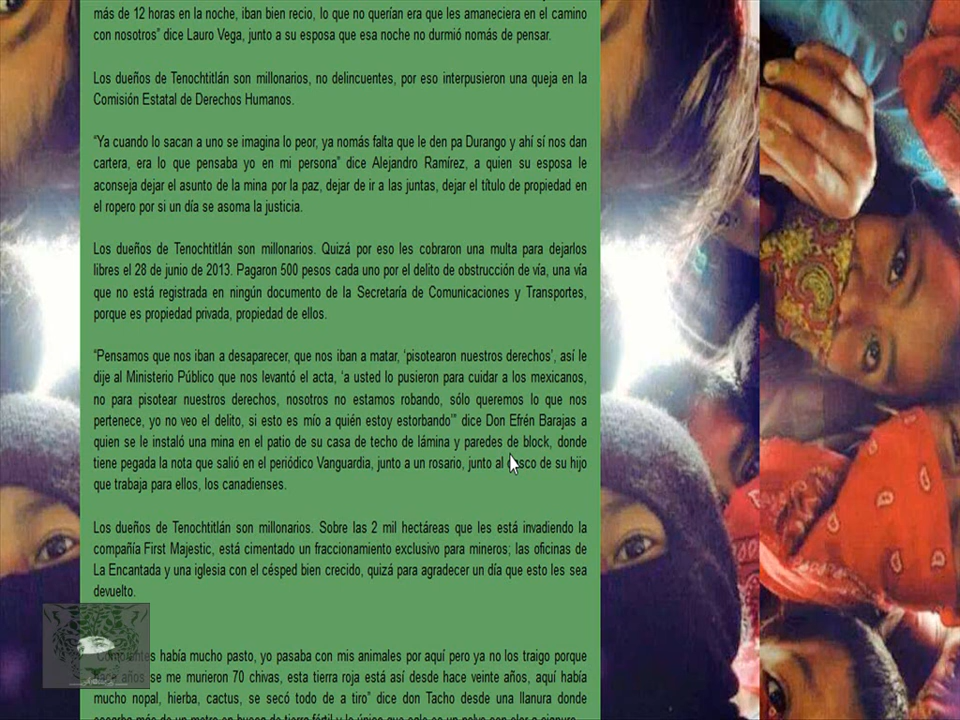 más de 12 horas en la noche, iban bien recio, lo que no querían era que les amaneciera en el camino
con nosotros” dice Lauro Vega, junto a su esposa que esa noche no durmió nomás de pensar.
Los dueños de Tenochtitlán son millonarios, no delincuentes, por eso interpusieron una queja en la
Comisión Estatal de Derechos Humanos.
“Ya cuando lo sacan a uno se imagina lo peor, ya nomás falta que le den pa Durango y ahí sí nos dan
cartera, era lo que pensaba yo en mi persona” dice Alejandro Ramírez, a quien su esposa le
aconseja dejar el asunto de la mina por la paz, dejar de ir a las juntas, dejar el título de propiedad en
el ropero por si un día se asoma la justicia.
Los dueños de Tenochtitlán son millonarios. Quizá por eso les cobraron una multa para dejarlos
libres el 28 de junio de 2013. Pagaron 500 pesos cada uno por el delito de obstrucción de vía, una vía
que no está registrada en ningún documento de la Secretaría de Comunicaciones y Transportes,
porque es propiedad privada, propiedad de ellos.
“Pensamos que nos iban a desaparecer, que nos iban a matar, ‘pisotearon nuestros derechos’, así le
dije al Ministerio Público que nos levantó el acta, ‘a usted lo pusieron para cuidar a los mexicanos,
no para pisotear nuestros derechos, nosotros no estamos robando, sólo queremos lo que nos
pertenece, yo no veo el delito, si esto es mío a quién estoy estorbando’” dice Don Efrén Barajas a
quien se le instaló una mina en el patio de su casa de techo de lámina y paredes de block, donde
tiene pegada la nota que salió en el periódico Vanguardia, junto a un rosario, junto al de su hijo
que trabaja para ellos, los canadienses.
Los dueños de Tenochtitlán son millonarios. Sobre las 2 mil hectáreas que les está invadiendo la
compañía First Majestic, está cimentado un fraccionamiento exclusivo para mineros; las oficinas de
La Encantada y una iglesia con el césped bien crecido, quizá para agradecer un día que esto les sea
devuelto.
había mucho pasto, yo pasaba con mis animales por aquí pero ya no los traigo porque
hace años se me murieron 70 chivas, esta tierra roja está así desde hace veinte años, aquí había
mucho nopal, hierba, cactus, se secó todo de a tiro” dice don Tacho desde una llanura donde